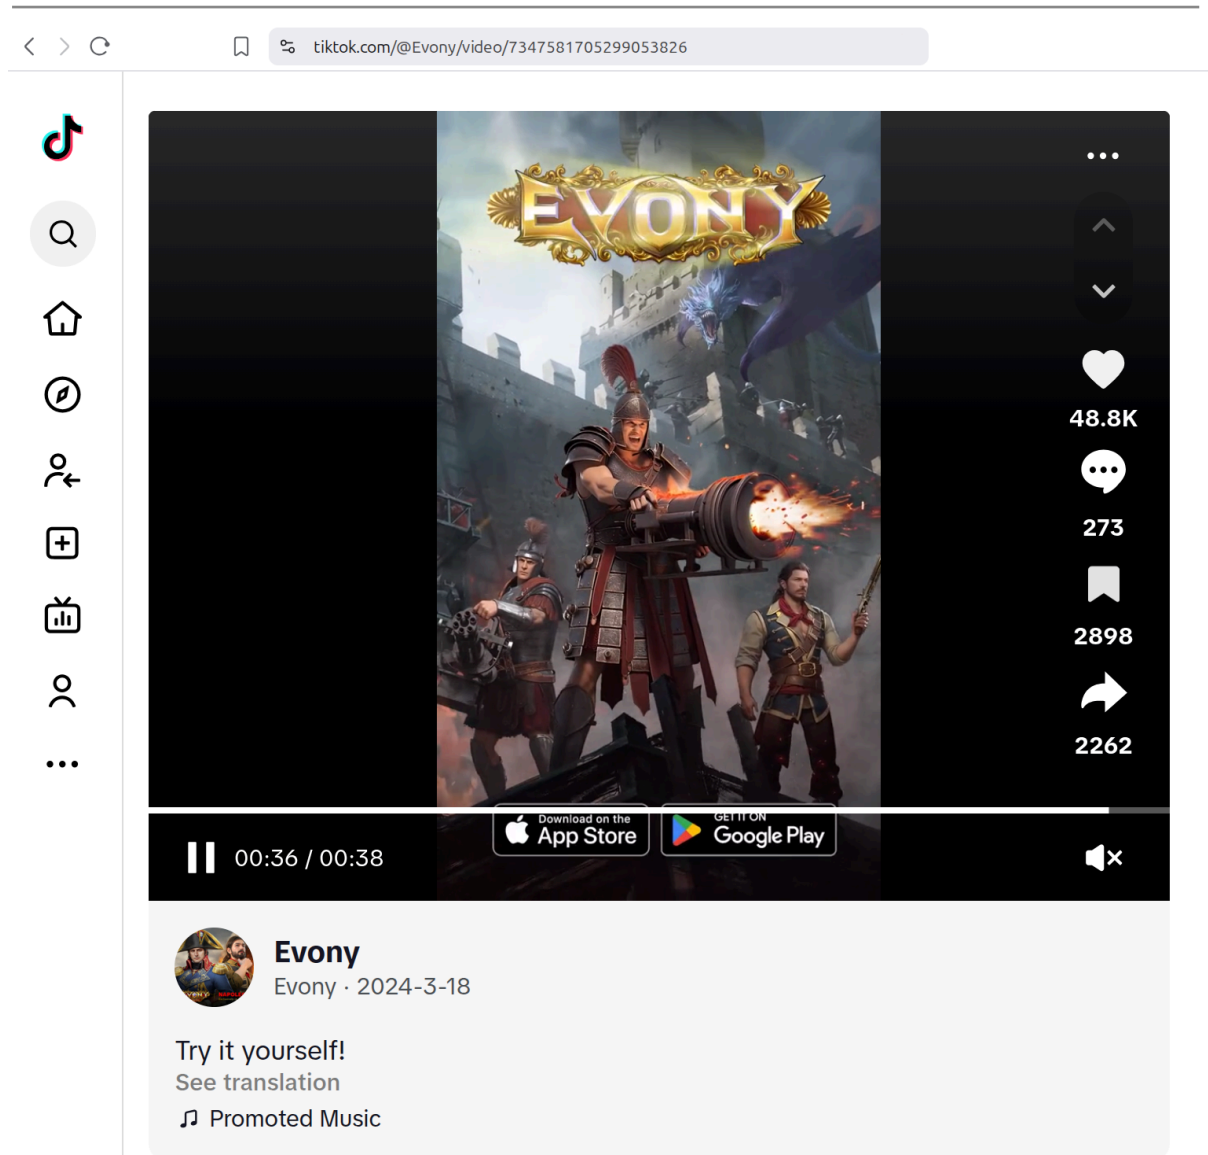 tiktok.com/@Evony/video/7347581705299053826
EVONY
48.8K
273
2898
2262
Download on the
App Store
GET IT ON
Google Play
00:36 / 00:38
Evony
Evony · 2024-3-18
Try it yourself!
See translation
Promoted Music